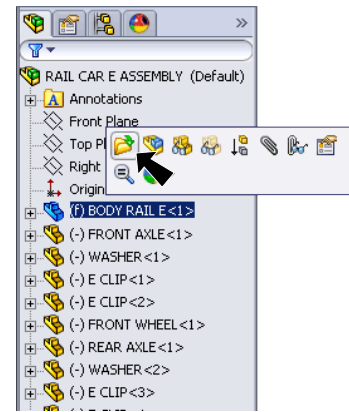 »
RAIL CAR E ASSEMBLY (Default)
A Annotations
Front Plane
Top Pl
Right
Origin
(f) BODY RAIL E<1>
(-) FRONT AXLE<1>
(-) WASHER<1>
(-) E CLIP<1>
(-) E CLIP<2>
(-) FRONT WHEEL<1>
(-) REAR AXLE<1>
(-) WASHER<2>
(-) E CLIP<3>